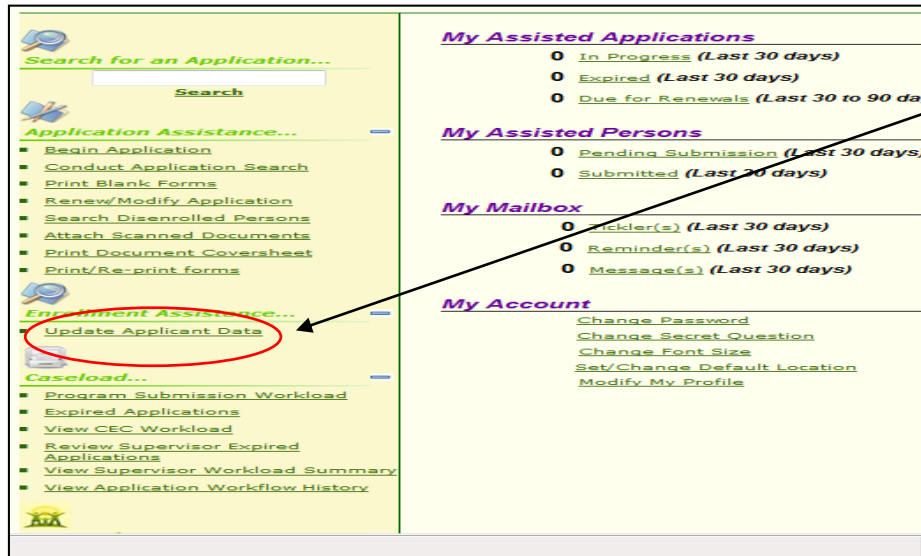 Search for an Application...
Search
Application Assistance...
Begin Application
Conduct Application Search
Print Blank Forms
Renew/Modify Application
Search Disenrolled Persons
Attach Scanned Documents
Print Document Coversheet
Print/Re-print forms
Enrollment Assistance...
Update Applicant Data
Caseload...
Program Submission Workload
Expired Applications
View CEC Workload
Review Supervisor Expired
Applications
View Supervisor Workload Summary
View Application Workflow History
My Assisted Applications
0 In Progress (Last 30 days)
0 Expired (Last 30 days)
0 Due for Renewals (Last 30 to 90 da
My Assisted Persons
0 Pending Submission (Last 30 days)
0 Submitted (Last 30 days)
My Mailbox
0 Tickler(s) (Last 30 days)
0 Reminder(s) (Last 30 days)
0 Message(s) (Last 30 days)
My Account
Change Password
Change Secret Question
Change Font Size
Set/Change Default Location
Modify My Profile